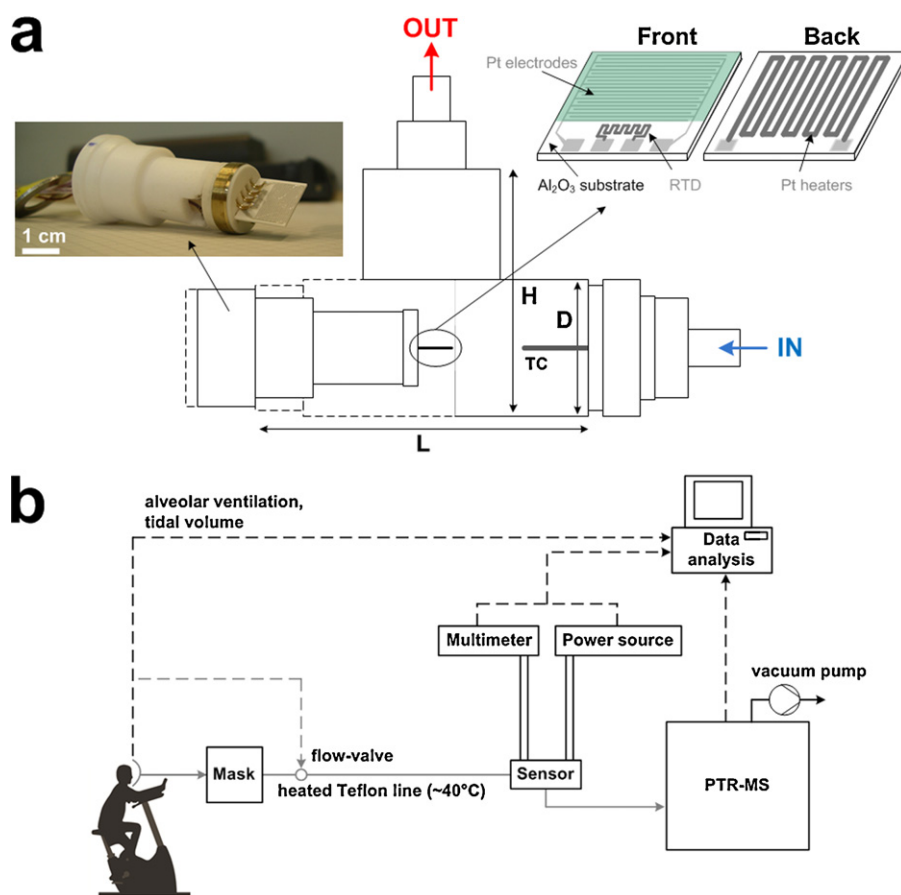 a
OUT
Front
Back
Pt electrodes
Al₂O₃ substrate
RTD
Pt heaters
1 cm
H
D
TC
IN
L
b
alveolar ventilation,
tidal volume
Data
analysis
Multimeter
Power source
vacuum pump
flow-valve
Mask
Sensor
heated Teflon line (~40°C)
PTR-MS